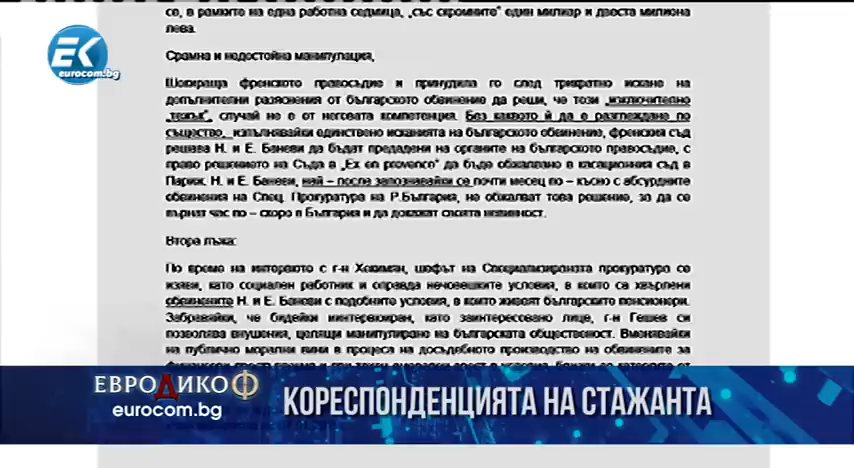 се, в рамките на една работна седмица, „със скромните“ един милиар и двеста милиона
лева.
EK
eurocom.bg
Срамна и недостойна манипулация,
Шокираща френското правосъдие и принудила го след трикратно искане на
допълнителни разяснения от българското обвинение да реши, че този „изключително
„тежък“, случай не е от неговата компетенция. Без каквото й да е разглеждане по
същество, изпълнявайки единствено исканията на българското обвинение, френския съд
решава Н. и Е. Баневи да бъдат предадени на органите на българското правосъдие, с
право решението на Съда в „Ex en provence“ да бъде обжалвано в касационния съд в
Париж. Н. и Е. Баневи, най – после запознавайки се почти месец по – късно с абсурдните
обвинения на Спец. Прокуратура на Р.България, не обжалват това решение, за да се
върнат час по – скоро в България и да докажат своята невинност.
Втора лъжа:
По време на интервюто с г-н Хекимян, шефът на Специализираната прокуратура се
изяви, като социален работник и оправда нечовешките условия, в които са хвърлени
обвинените Н. и Е. Баневи с подобните условия, в които живеят българските пенсионери.
Забравяйки, че бидейки иинтервюиран, като заинтересовано лице, г-н Гешев си
позволява внушения, целящи манипулирано на българската общественост. Вменявайки
на публично морални вини в процеса на досъдебното производство на обвинените за
ЕВРОДИКОФ
eurocom.bg
КОРЕСПОНДЕНЦИЯТА НА СТАЖАНТА